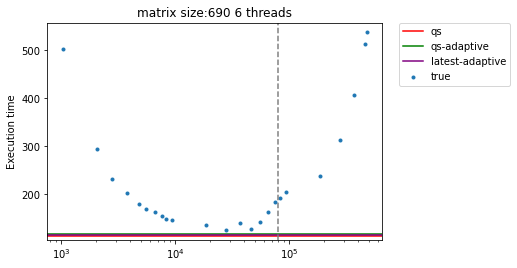 matrix size:690 6 threads
500
400
300
200
Execution time
10³
10⁴
10⁵
qs
qs-adaptive
latest-adaptive
true